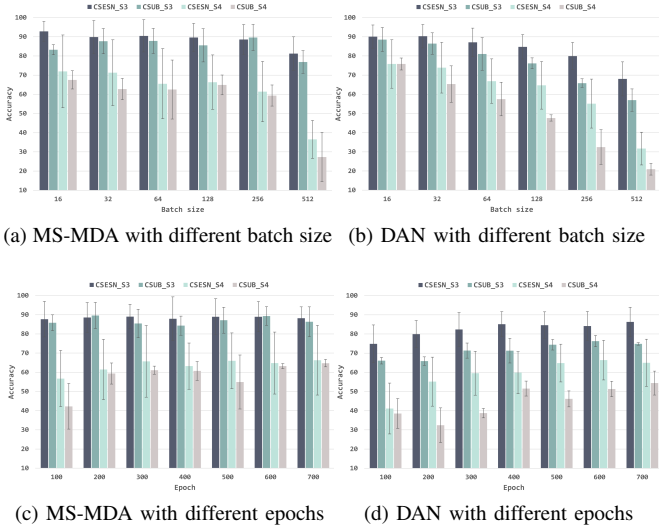 CSESN_S3 CSUB_S3 CSESN_S4 CSUB_S4
100
90
80
70
60
50
40
30
20
10
Accuracy
16 32 64 128 256 512
Batch size
(a) MS-MDA with different batch size
CSESN_S3 CSUB_S3 CSESN_S4 CSUB_S4
100
90
80
70
60
50
40
30
20
10
Accuracy
16 32 64 128 256 512
Batch size
(b) DAN with different batch size
CSESN_S3 CSUB_S3 CSESN_S4 CSUB_S4
100
90
80
70
60
50
40
30
20
10
Accuracy
100 200 300 400 500 600 700
Epoch
(c) MS-MDA with different epochs
CSESN_S3 CSUB_S3 CSESN_S4 CSUB_S4
100
90
80
70
60
50
40
30
20
10
Accuracy
100 200 300 400 500 600 700
Epoch
(d) DAN with different epochs